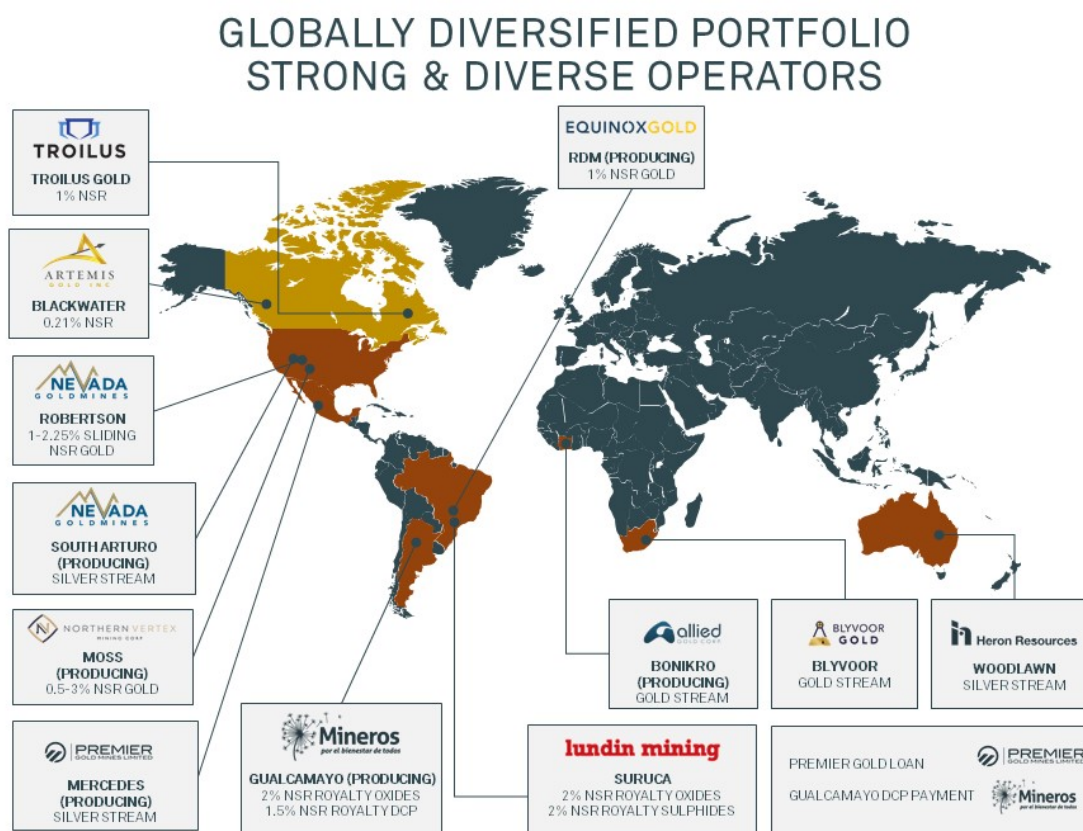 GLOBALLY DIVERSIFIED PORTFOLIO
STRONG & DIVERSE OPERATORS
TROILUS
TROILUS GOLD
1% NSR
EQUINOXGOLD
RDM (PRODUCING)
1% NSR GOLD
ARTEMIS
GOLD INC
BLACKWATER
0.21% NSR
NEVADA
GOLDMINES
ROBERTSON
1-2.25% SLIDING
NSR GOLD
NEVADA
GOLDMINES
SOUTH ARTURO
(PRODUCING)
SILVER STREAM
NORTHERN VERTEX
MINING CORP
MOSS
(PRODUCING)
0.5-3% NSR GOLD
PREMIER
GOLD MINES LIMITED
MERCEDES
(PRODUCING)
SILVER STREAM
Mineros
por el bienestar de todos
GUALCAMAYO (PRODUCING)
2% NSR ROYALTY OXIDES
1.5% NSR ROYALTY DCP
lundin mining
SURUCA
2% NSR ROYALTY OXIDES
2% NSR ROYALTY SULPHIDES
allied
GOLD CORP
BONIKRO
(PRODUCING)
GOLD STREAM
BLYVOOR
GOLD
BLYVOOR
GOLD STREAM
Heron Resources
WOODLAWN
SILVER STREAM
PREMIER GOLD LOAN
PREMIER
GOLD MINES LIMITED
GUALCAMAYO DCP PAYMENT
Mineros
por el bienestar de todos